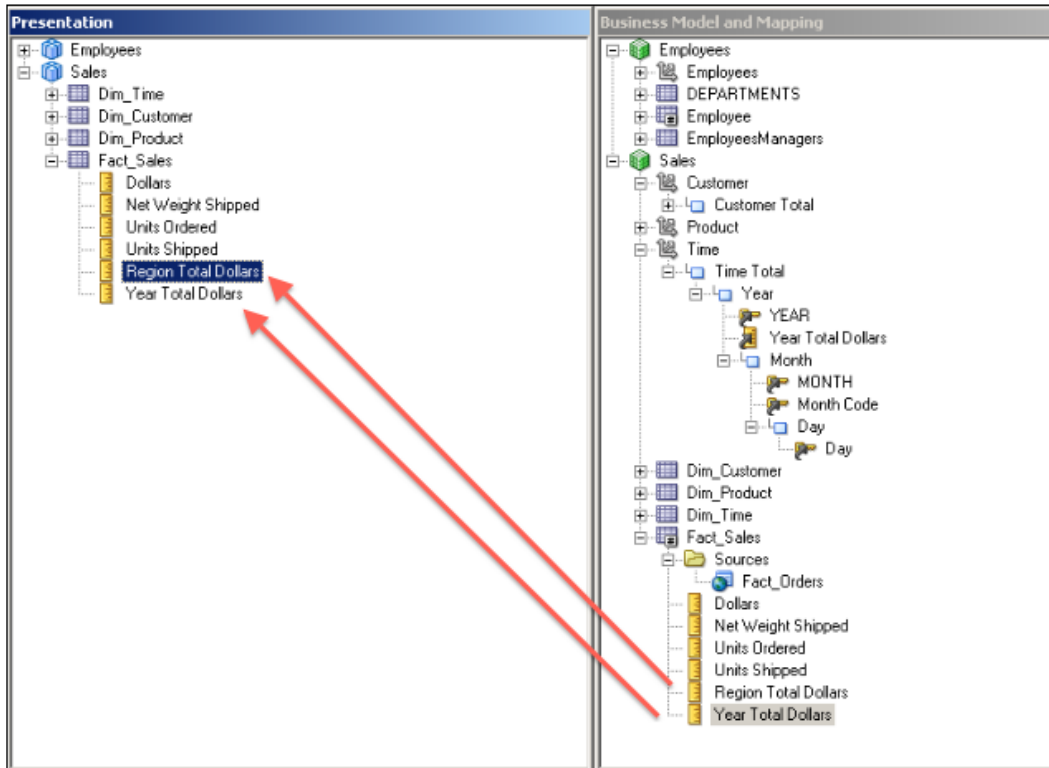 Presentation
Employees
Sales
Dim_Time
Dim_Customer
Dim_Product
Fact_Sales
Dollars
Net Weight Shipped
Units Ordered
Units Shipped
Region Total Dollars
Year Total Dollars
Business Model and Mapping
Employees
Employees
DEPARTMENTS
Employee
EmployeesManagers
Sales
Customer
Customer Total
Product
Time
Time Total
Year
YEAR
Year Total Dollars
Month
MONTH
Month Code
Day
Day
Dim_Customer
Dim_Product
Dim_Time
Fact_Sales
Sources
Fact_Orders
Dollars
Net Weight Shipped
Units Ordered
Units Shipped
Region Total Dollars
Year Total Dollars